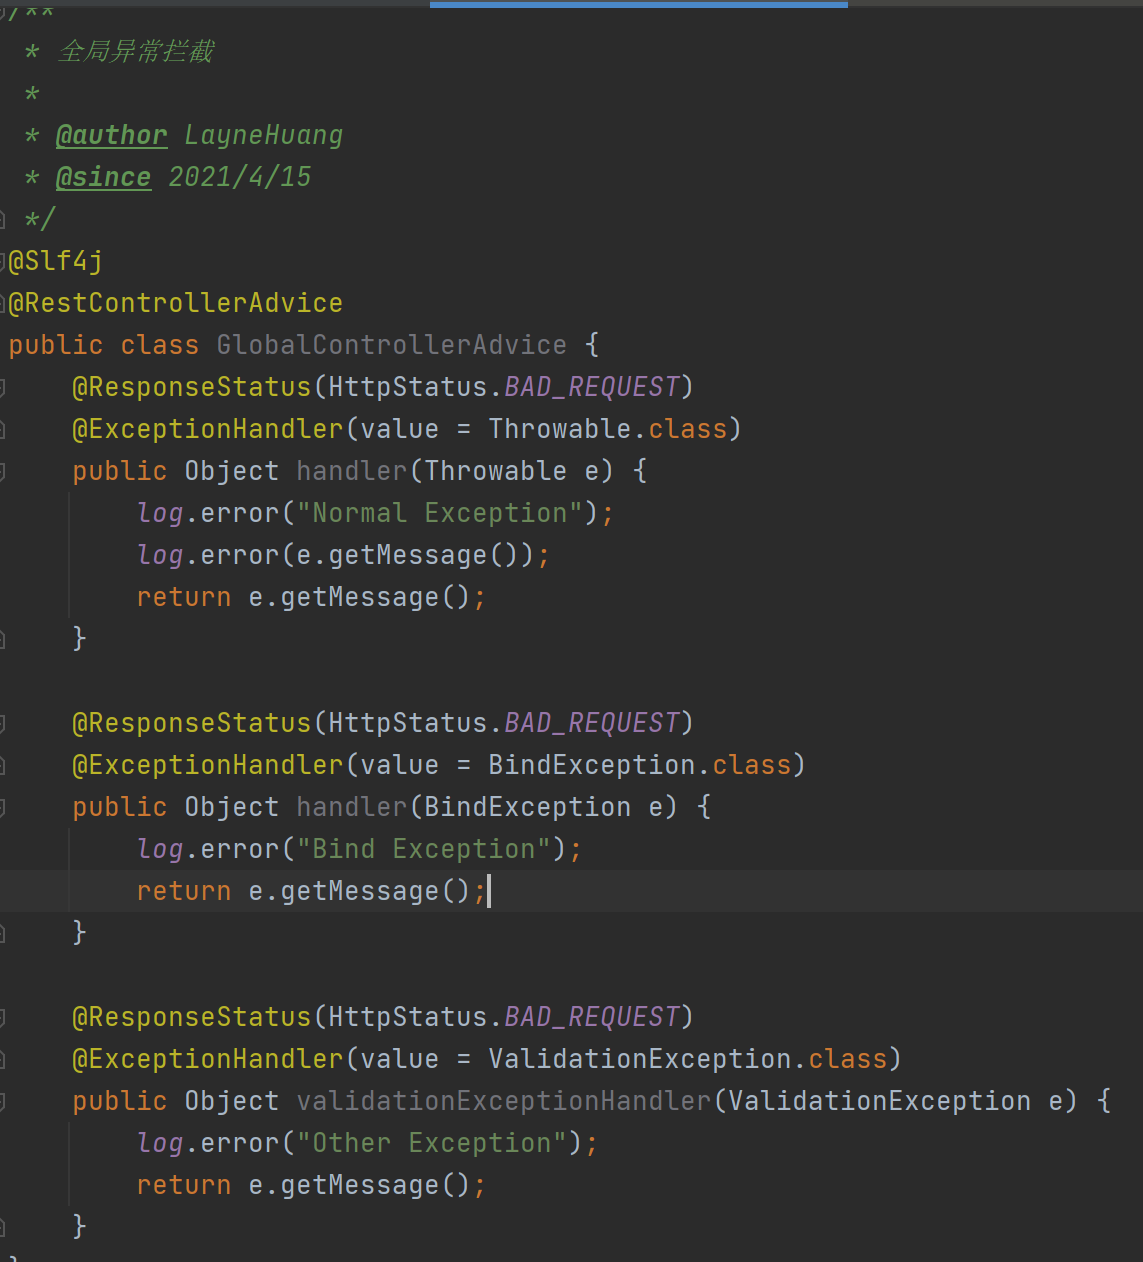 /**
 * 全局异常拦截
 *
 * @author LayneHuang
 * @since 2021/4/15
 */
@Slf4j
@RestControllerAdvice
public class GlobalControllerAdvice {
    @ResponseStatus(HttpStatus.BAD_REQUEST)
    @ExceptionHandler(value = Throwable.class)
    public Object handler(Throwable e) {
        log.error("Normal Exception");
        log.error(e.getMessage());
        return e.getMessage();
    }

    @ResponseStatus(HttpStatus.BAD_REQUEST)
    @ExceptionHandler(value = BindException.class)
    public Object handler(BindException e) {
        log.error("Bind Exception");
        return e.getMessage();
    }

    @ResponseStatus(HttpStatus.BAD_REQUEST)
    @ExceptionHandler(value = ValidationException.class)
    public Object validationExceptionHandler(ValidationException e) {
        log.error("Other Exception");
        return e.getMessage();
    }
}